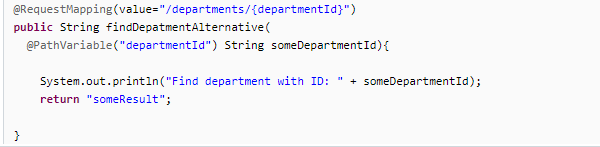 @RequestMapping(value="/departments/{departmentId}")
public String findDepatmentAlternative(
@PathVariable("departmentId") String someDepartmentId){
System.out.println("Find department with ID: " + someDepartmentId);
return "someResult";
}